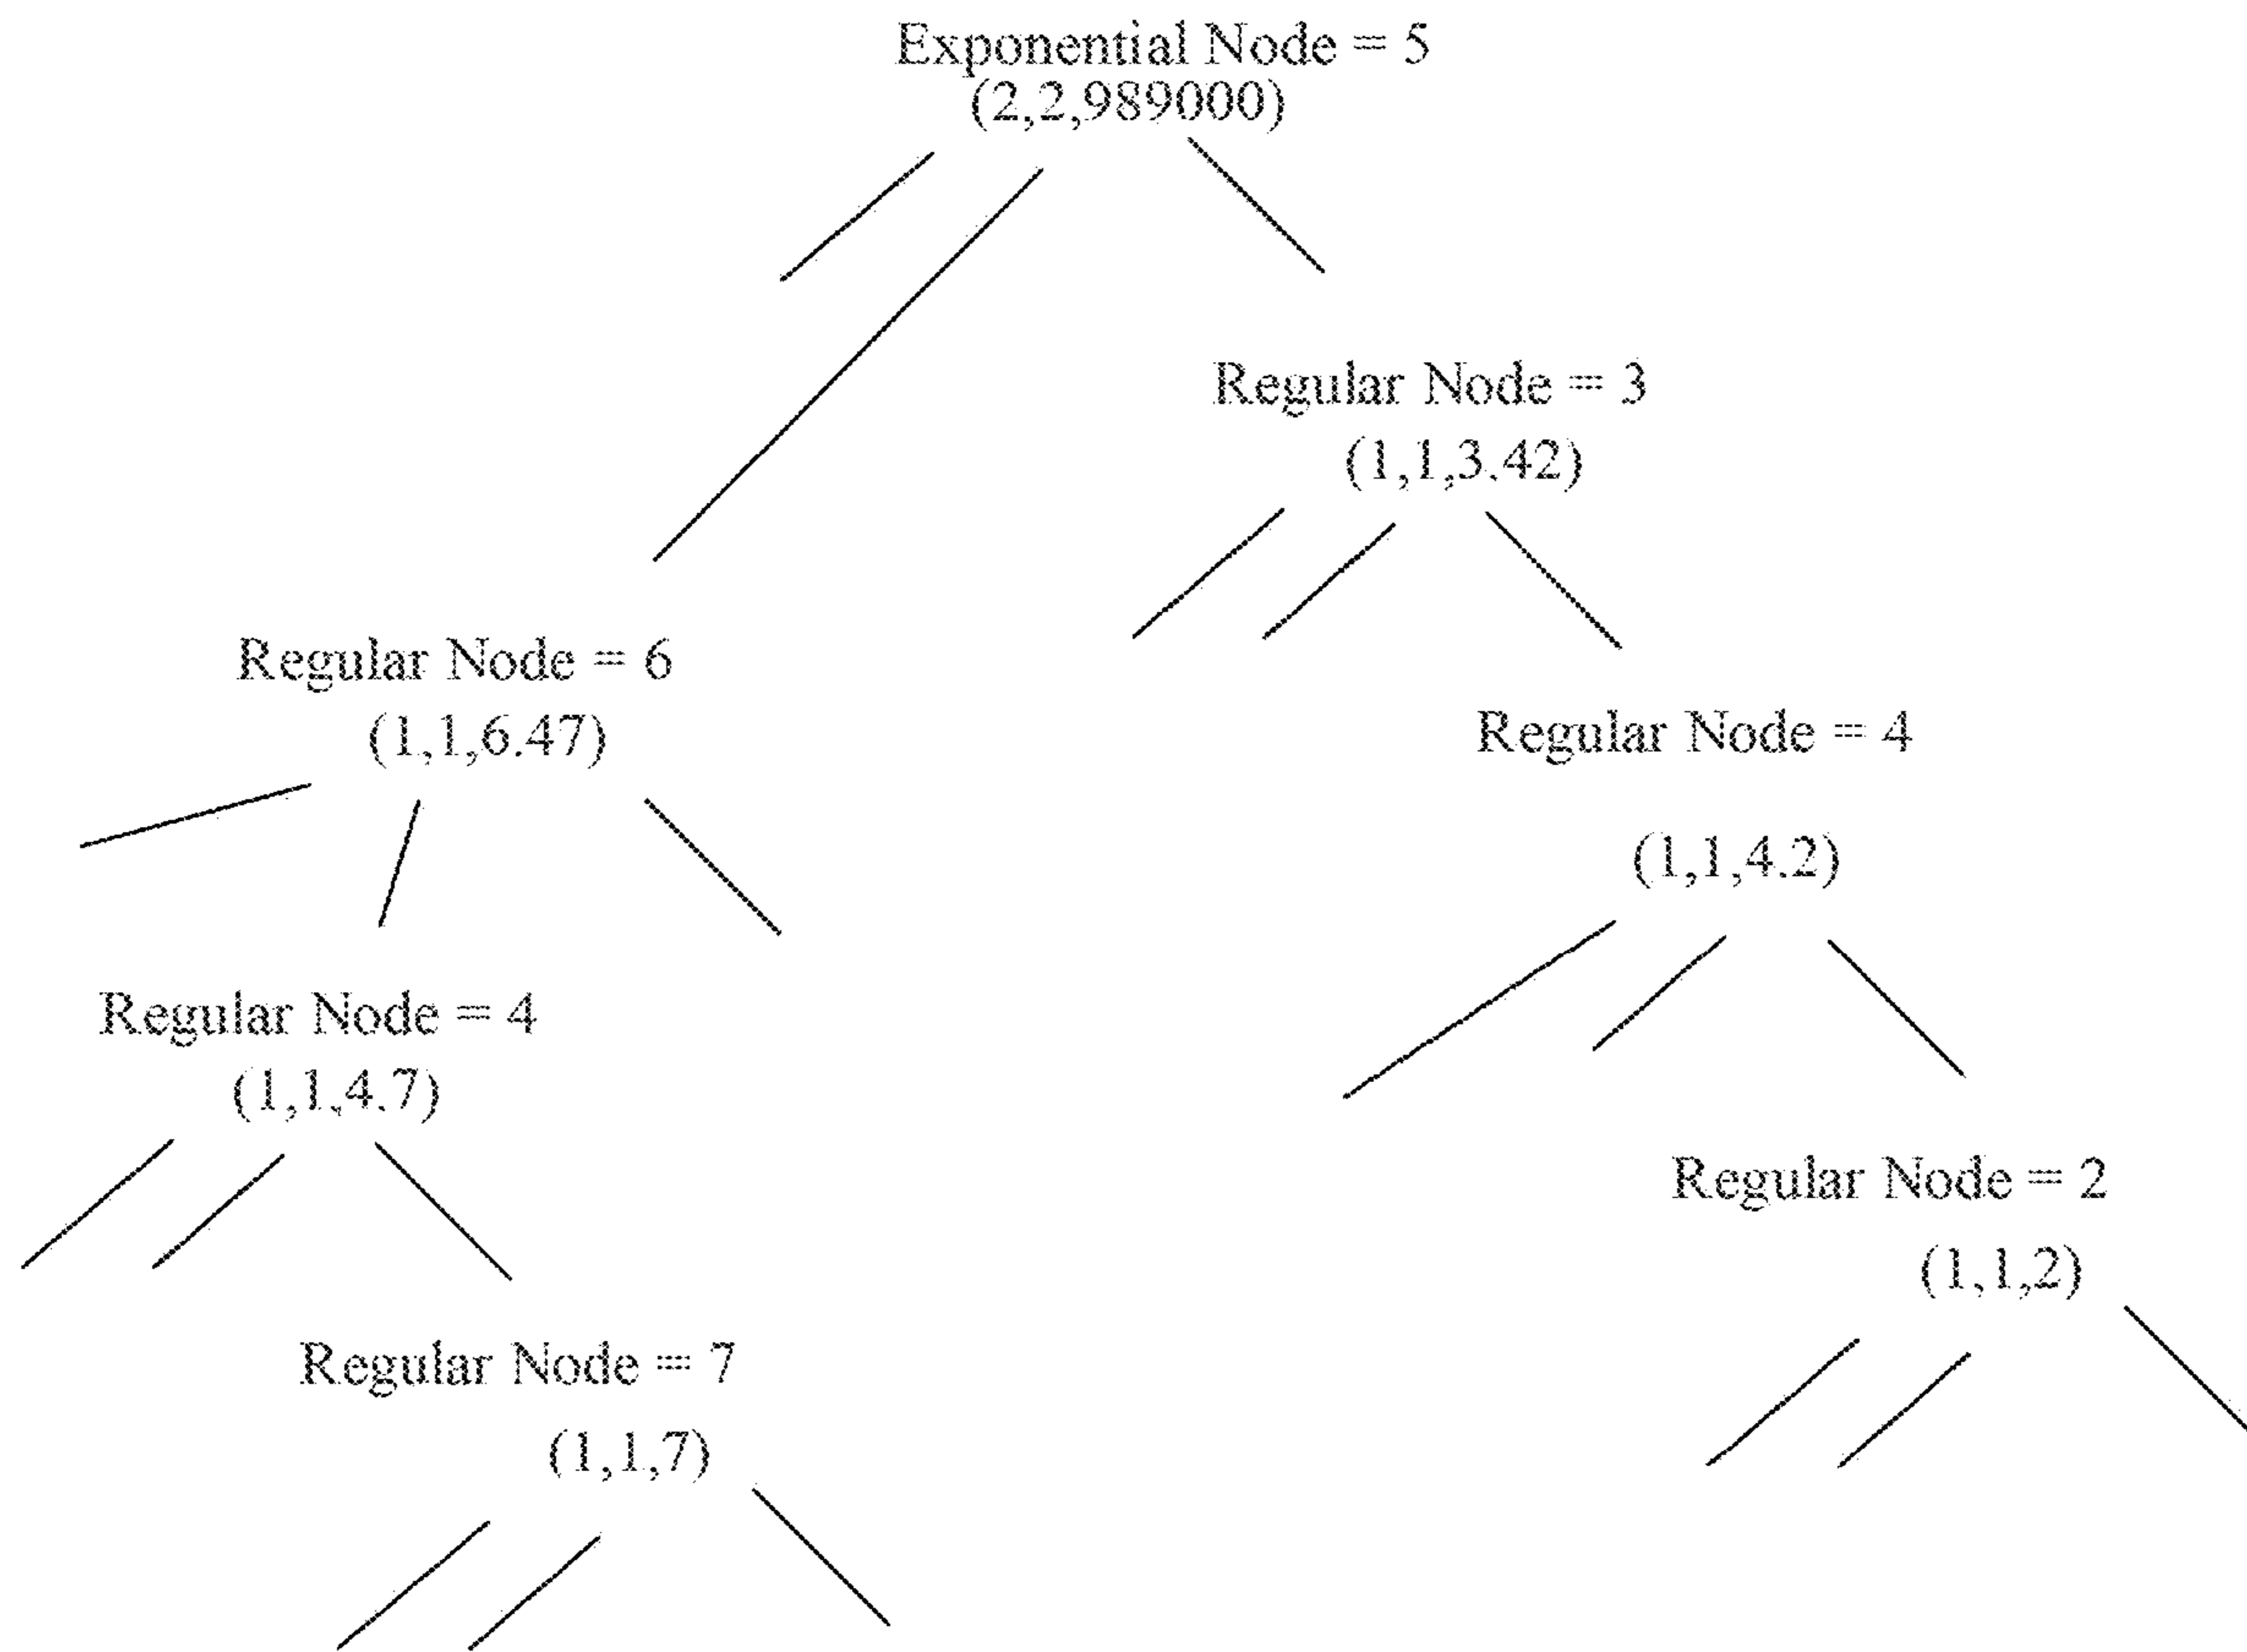 Exponential Node = 5
(2,2,989000)
Regular Node = 3
(1,1,3.42)
Regular Node = 6
(1,1,6.47)
Regular Node = 4
(1,1,4.2)
Regular Node = 4
(1,1,4.7)
Regular Node = 2
(1,1,2)
Regular Node = 7
(1,1,7)